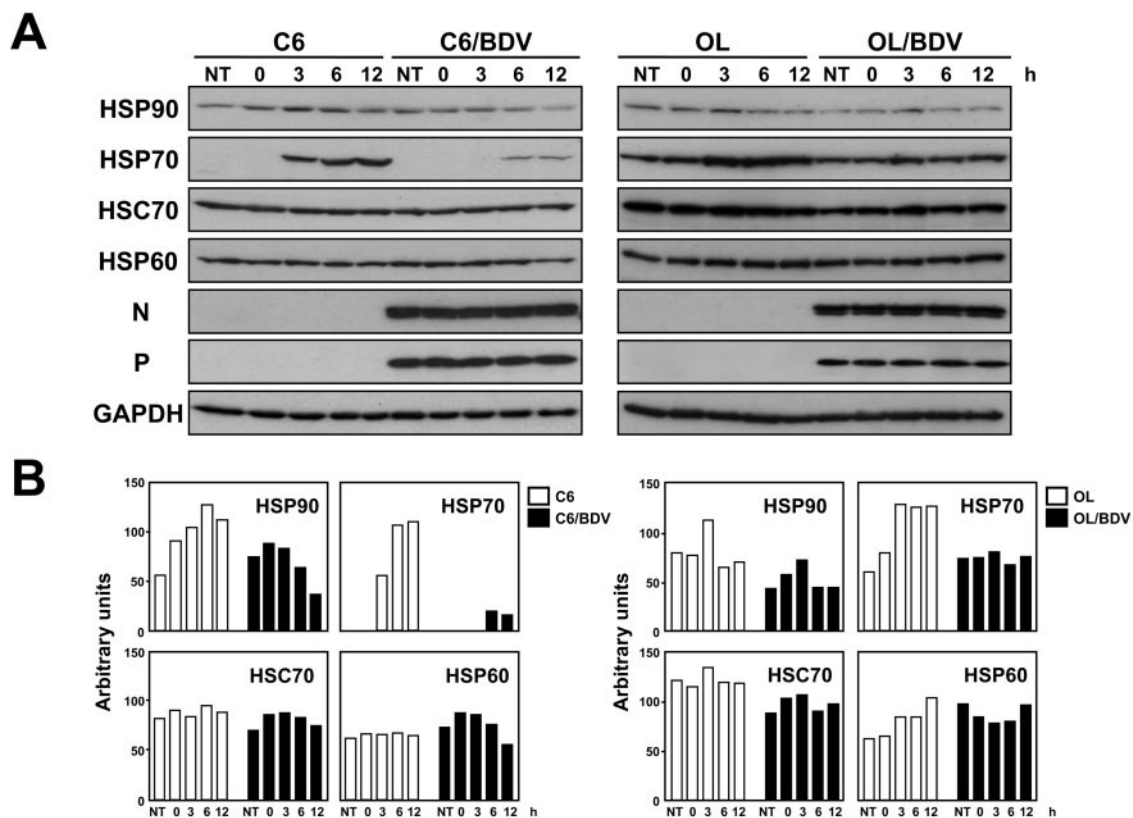 A
C6 C6/BDV OL OL/BDV
NT 0 3 6 12 NT 0 3 6 12 NT 0 3 6 12 NT 0 3 6 12 h
HSP90
HSP70
HSC70
HSP60
N
P
GAPDH
B
150 HSP90 HSP70 C6 150 HSP90 HSP70 OL
C6/BDV OL/BDV
100 100
50 50
0 0
Arbitrary units Arbitrary units
150 HSC70 HSP60 150 HSC70 HSP60
100 100
50 50
0 0
NT 0 3 6 12 NT 0 3 6 12 NT 0 3 6 12 NT 0 3 6 12 h NT 0 3 6 12 NT 0 3 6 12 NT 0 3 6 12 NT 0 3 6 12 h